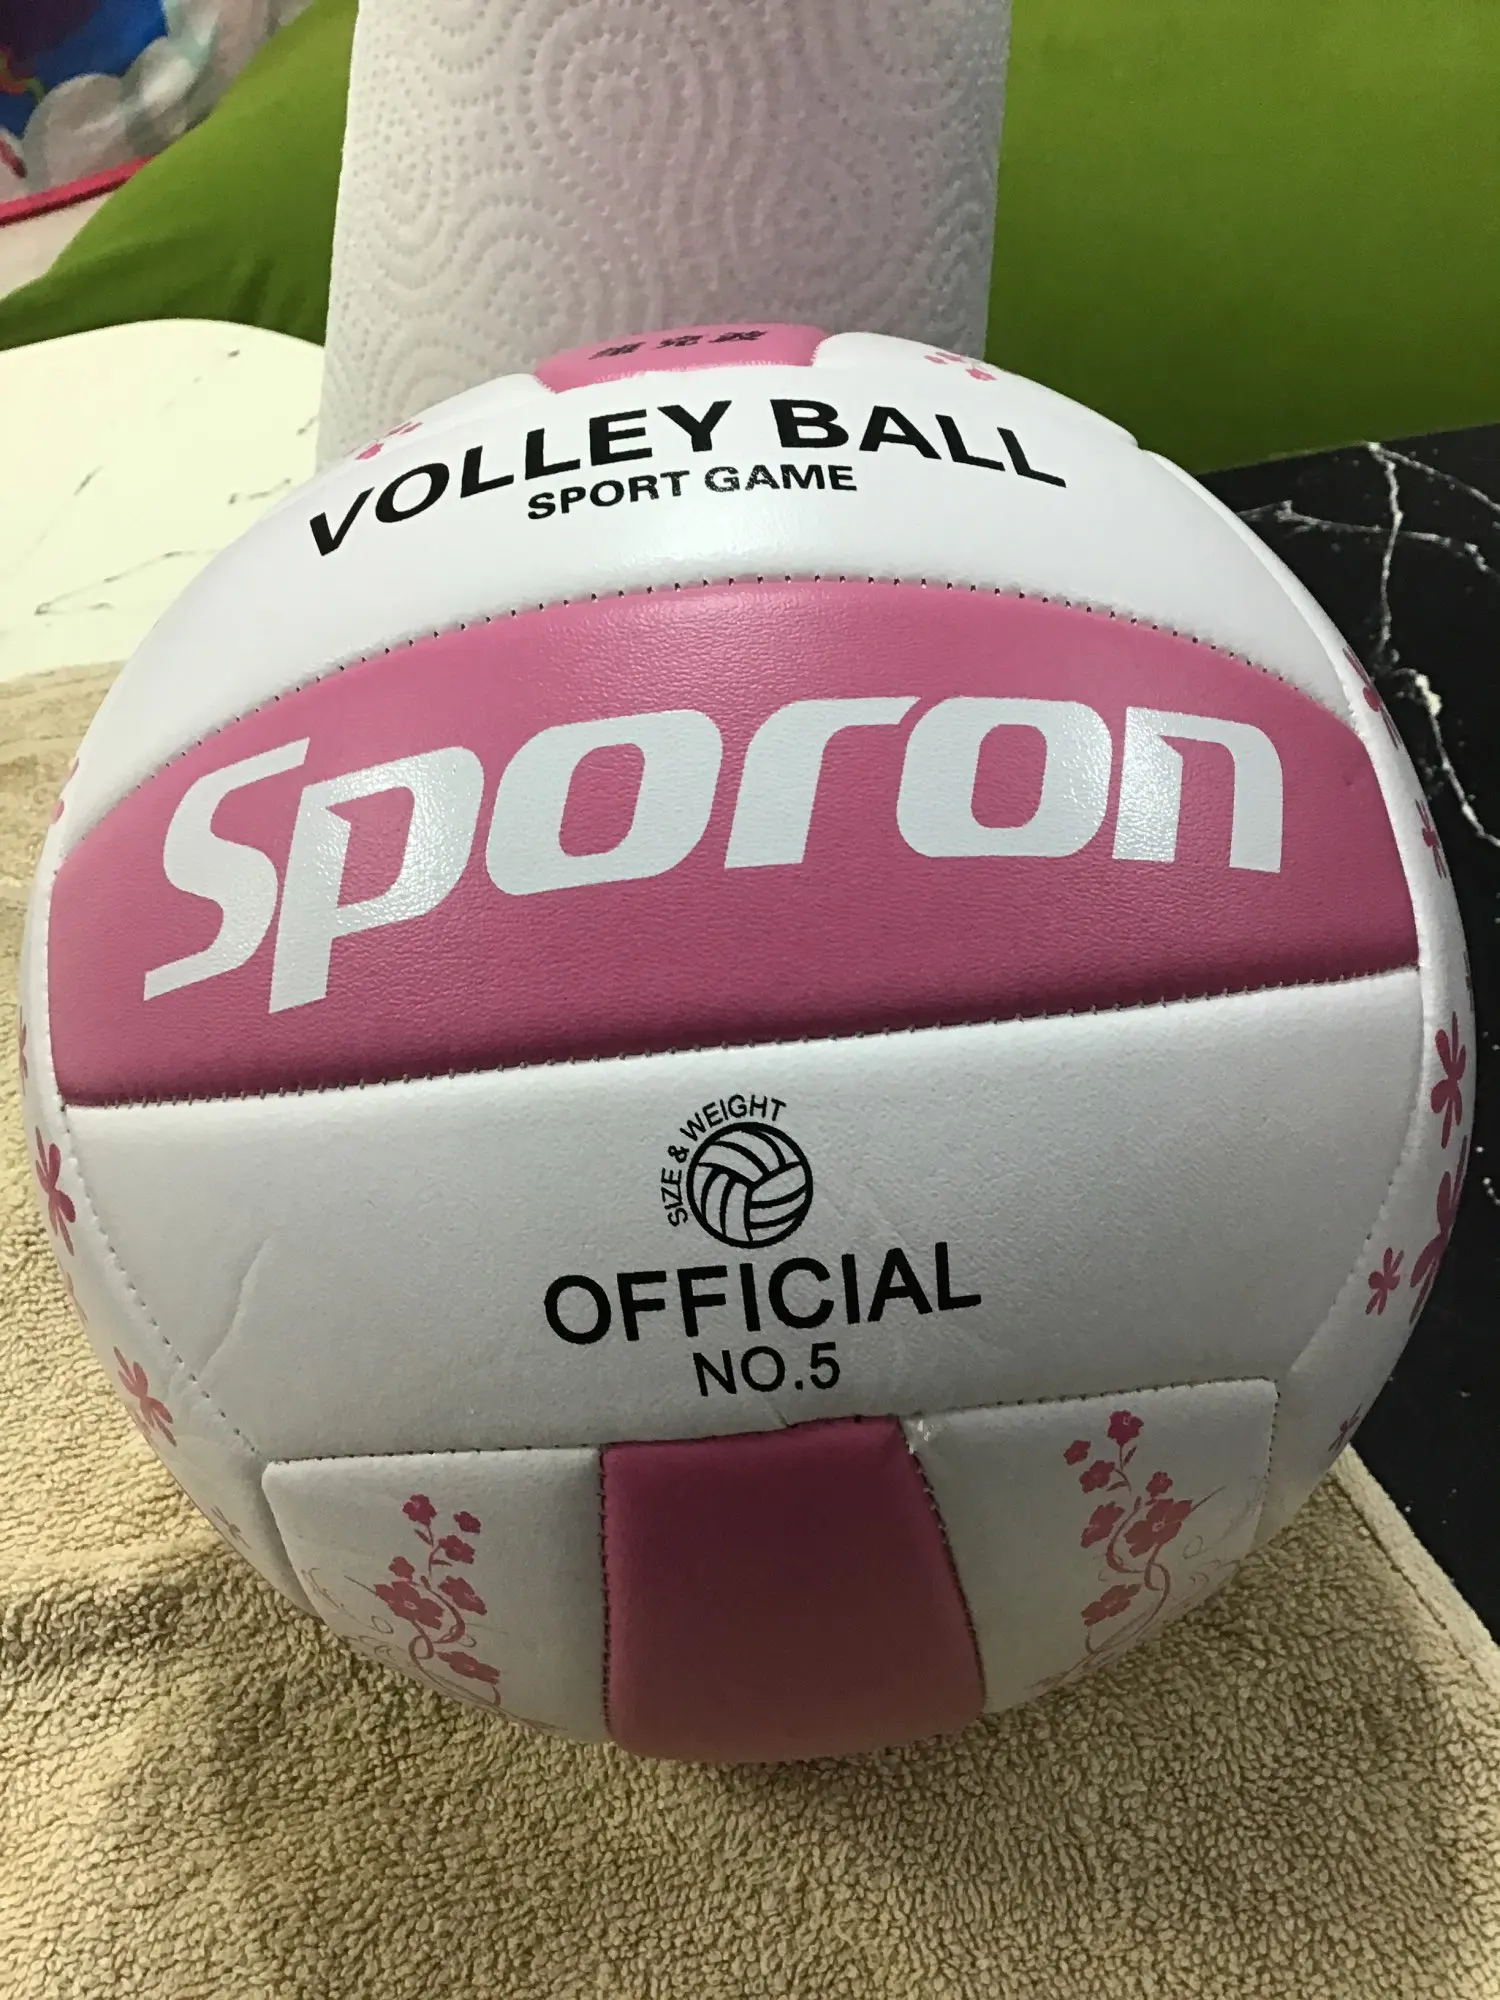 VOLLEY BALL
SPORT GAME
Sporon
SIZE & WEIGHT
OFFICIAL
NO.5